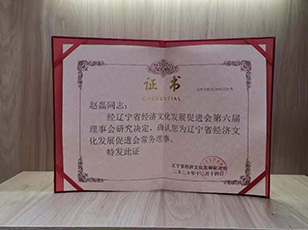 证书
CREDENTIAL
赵磊同志:
经辽宁省经济文化发展促进会第六届
理事会研究决定,确认您为辽宁省经济文
化发展促进会常务理事。
特发此证
辽宁省经济文化发展促进会